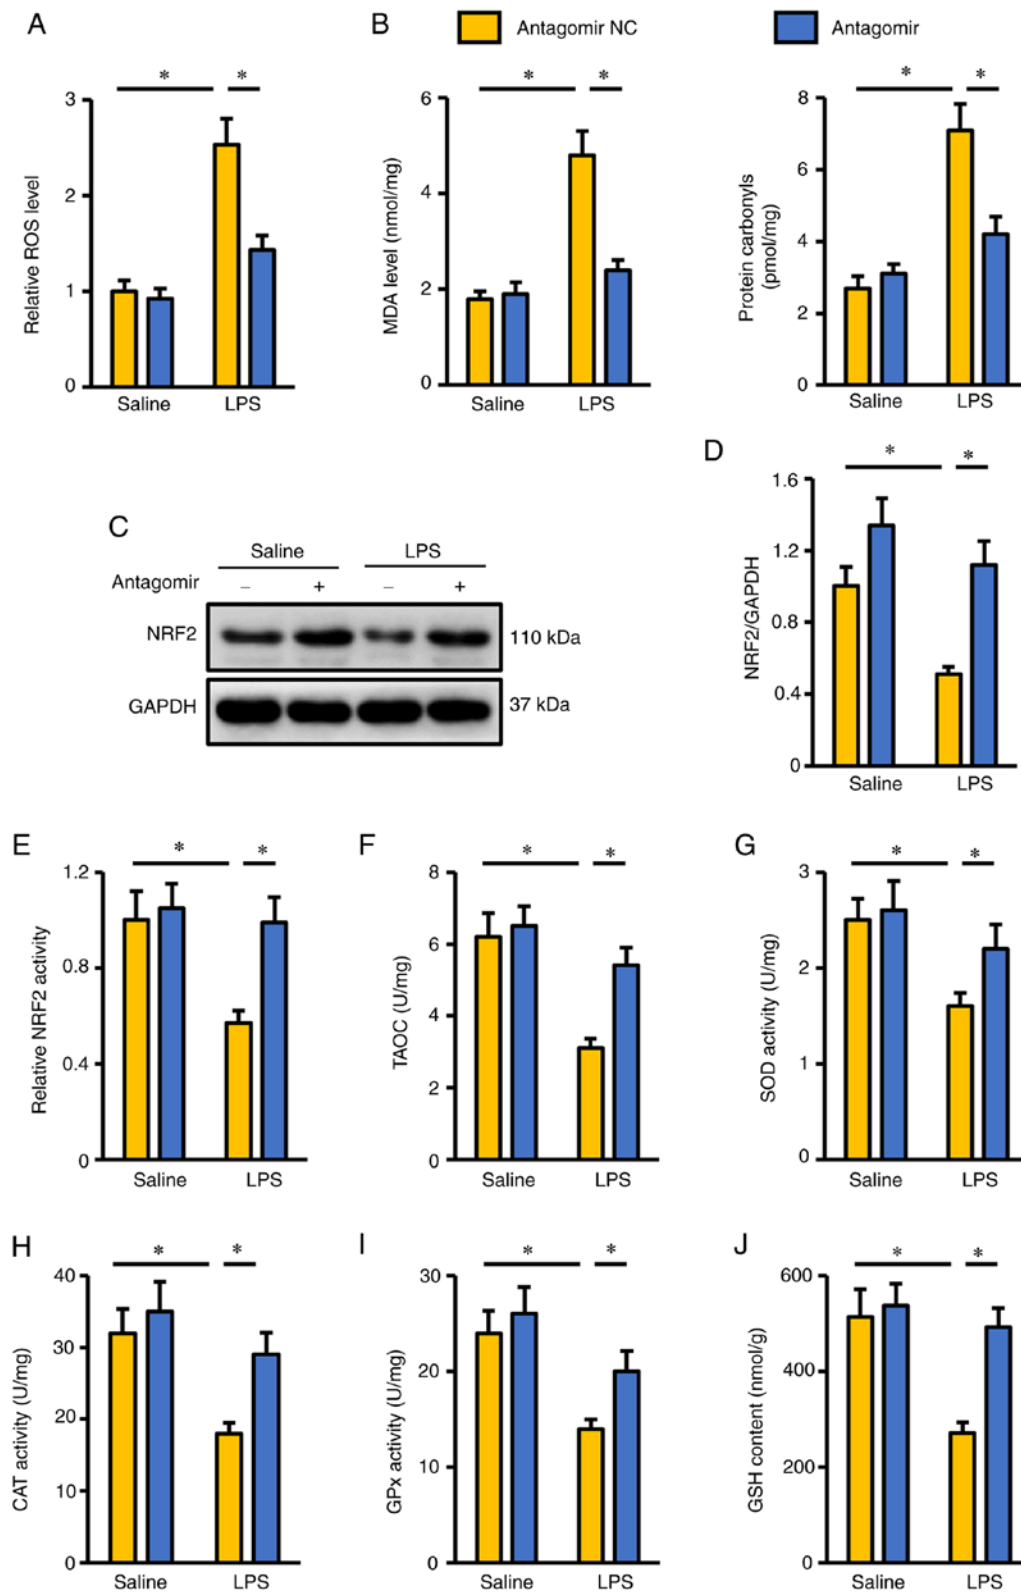 A
B
Antagomir NC
Antagomir
* *
* *
* *
Relative ROS level
3
2
1
0
Saline LPS
MDA level (nmol/mg)
6
4
2
0
Saline LPS
Protein carbonyls
(pmol/mg)
8
6
4
2
0
Saline LPS
C
Saline LPS
Antagomir – + – +
NRF2 110 kDa
GAPDH 37 kDa
D
* *
NRF2/GAPDH
1.6
1.2
0.8
0.4
0
Saline LPS
E
* *
Relative NRF2 activity
1.2
0.8
0.4
0
Saline LPS
F
* *
TAOC (U/mg)
8
6
4
2
0
Saline LPS
G
* *
SOD activity (U/mg)
3
2
1
0
Saline LPS
H
* *
CAT activity (U/mg)
40
30
20
10
0
Saline LPS
I
* *
GPx activity (U/mg)
30
20
10
0
Saline LPS
J
* *
GSH content (nmol/g)
600
400
200
0
Saline LPS